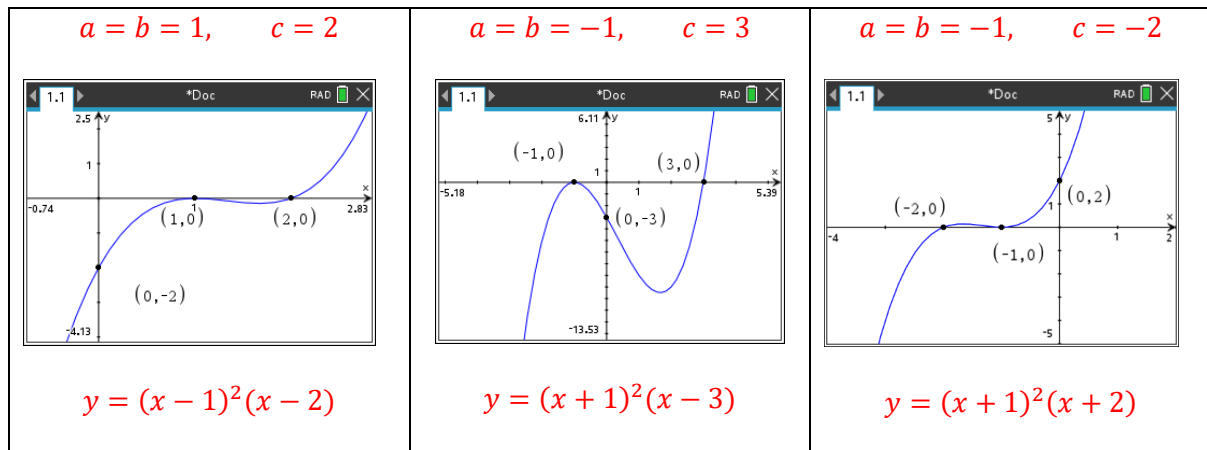 a = b = 1, c = 2
1.1 *Doc RAD
2.5 y
1
x
-0.74 1 2.83
(1,0) (2,0)
(0,-2)
-4.13
y = (x − 1)²(x − 2)
a = b = −1, c = 3
1.1 *Doc RAD
6.11 y
(-1,0) (3,0)
1 x
-5.18 1 5.39
(0,-3)
-13.53
y = (x + 1)²(x − 3)
a = b = −1, c = −2
1.1 *Doc RAD
5 y
(-2,0) (0,2)
1 x
-4 1 2
(-1,0)
-5
y = (x + 1)²(x + 2)